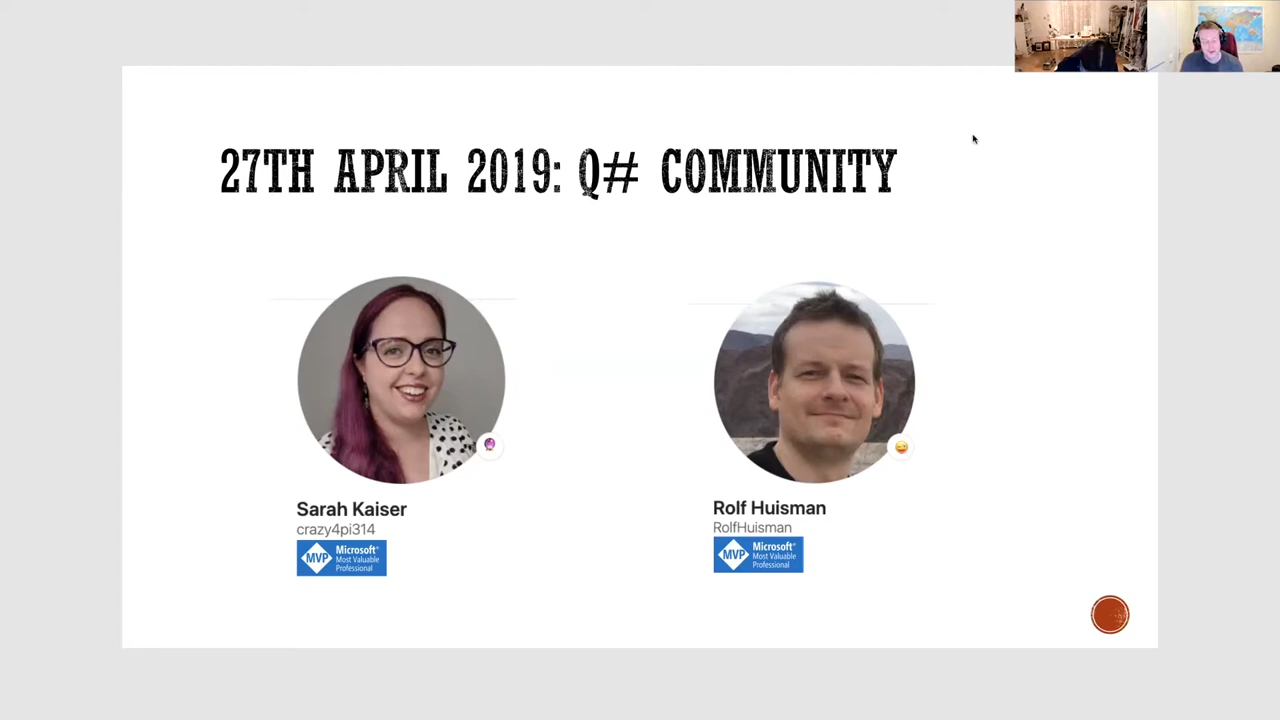 27TH APRIL 2019: Q# COMMUNITY
Sarah Kaiser
crazy4pi314
MVP
Microsoft®
Most Valuable
Professional
Rolf Huisman
RolfHuisman
MVP
Microsoft®
Most Valuable
Professional